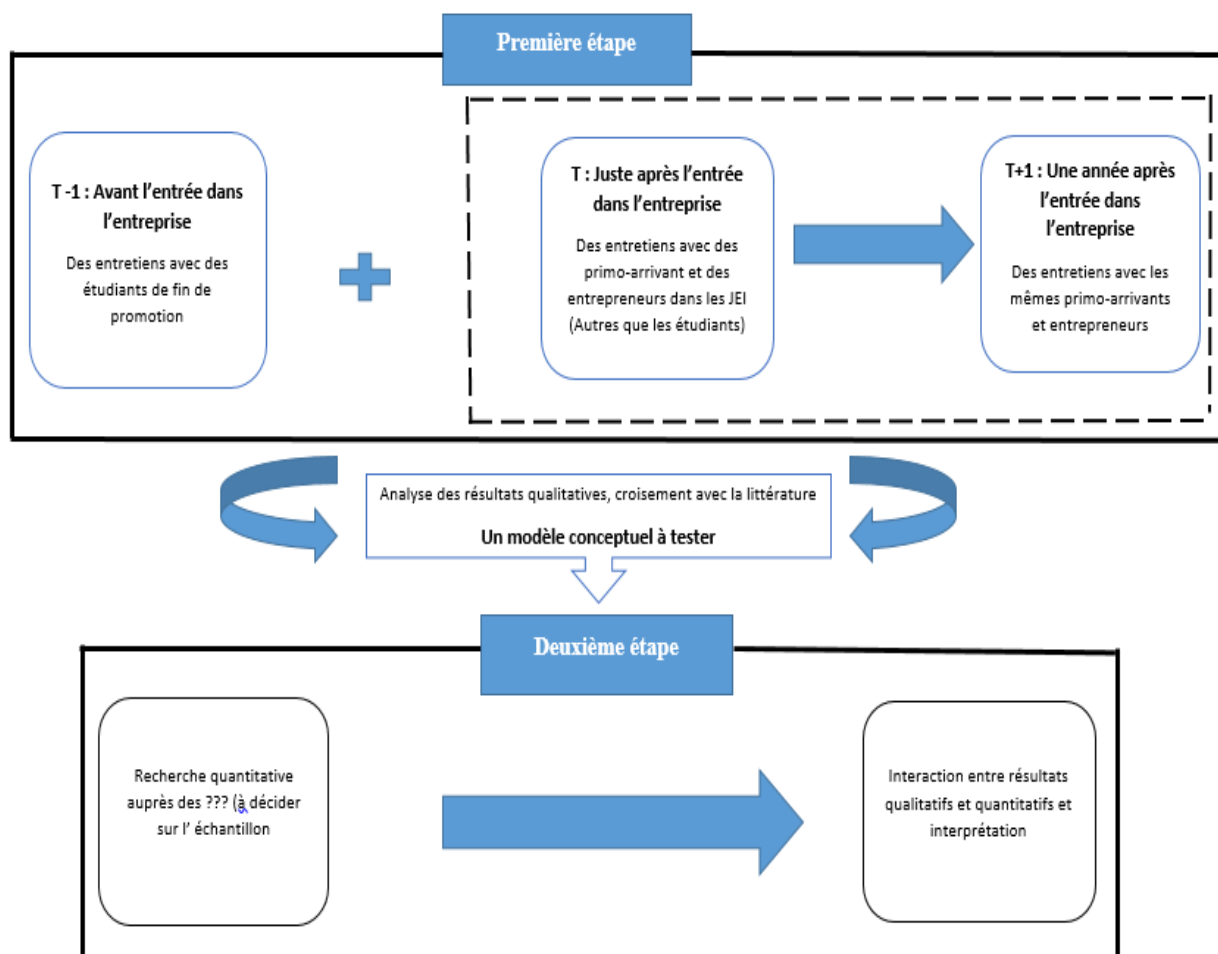 Première étape
T -1 : Avant l'entrée dans
l'entreprise
Des entretiens avec des
étudiants de fin de
promotion
T : Juste après l'entrée
dans l'entreprise
Des entretiens avec des
primo-arrivant et des
entrepreneurs dans les JEI
(Autres que les étudiants)
T+1 : Une année après
l'entrée dans
l'entreprise
Des entretiens avec les
mêmes primo-arrivants
et entrepreneurs
Analyse des résultats qualitatives, croisement avec la littérature
Un modèle conceptuel à tester
Deuxième étape
Recherche quantitative
auprès des ??? (à décider
sur l' échantillon
Interaction entre résultats
qualitatifs et quantitatifs et
interprétation